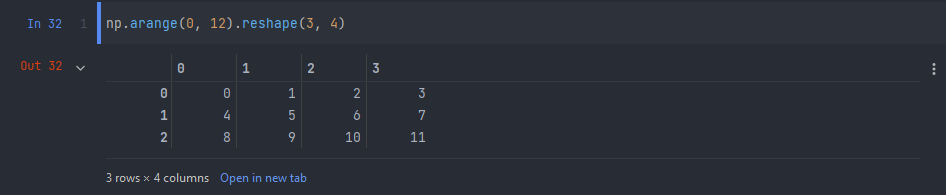 In 32 1 np.arange(0, 12).reshape(3, 4)
Out 32
0 1 2 3
0 0 1 2 3
1 4 5 6 7
2 8 9 10 11
3 rows × 4 columns Open in new tab